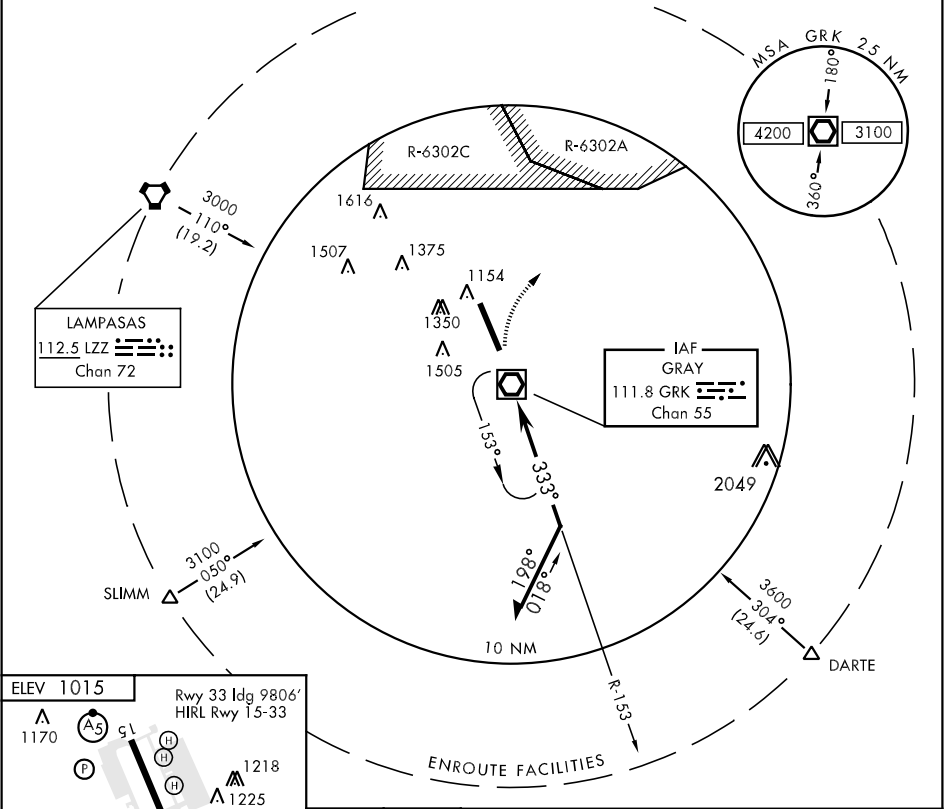 MSA GRK 25 NM
180°
4200
3100
360°
R-6302C
R-6302A
1616
3000
110°
(19.2)
1507
1375
1154
1350
1505
LAMPASAS
112.5 LZZ
Chan 72
IAF
GRAY
111.8 GRK
Chan 55
153°
333°
2049
198°
018°
3100
050°
(24.9)
SLIMM
3600
304°
(24.6)
DARTE
10 NM
R-153
ENROUTE FACILITIES
ELEV 1015
Rwy 33 ldg 9806'
HIRL Rwy 15-33
1170
A5
15
H
H
H
P
1218
1225